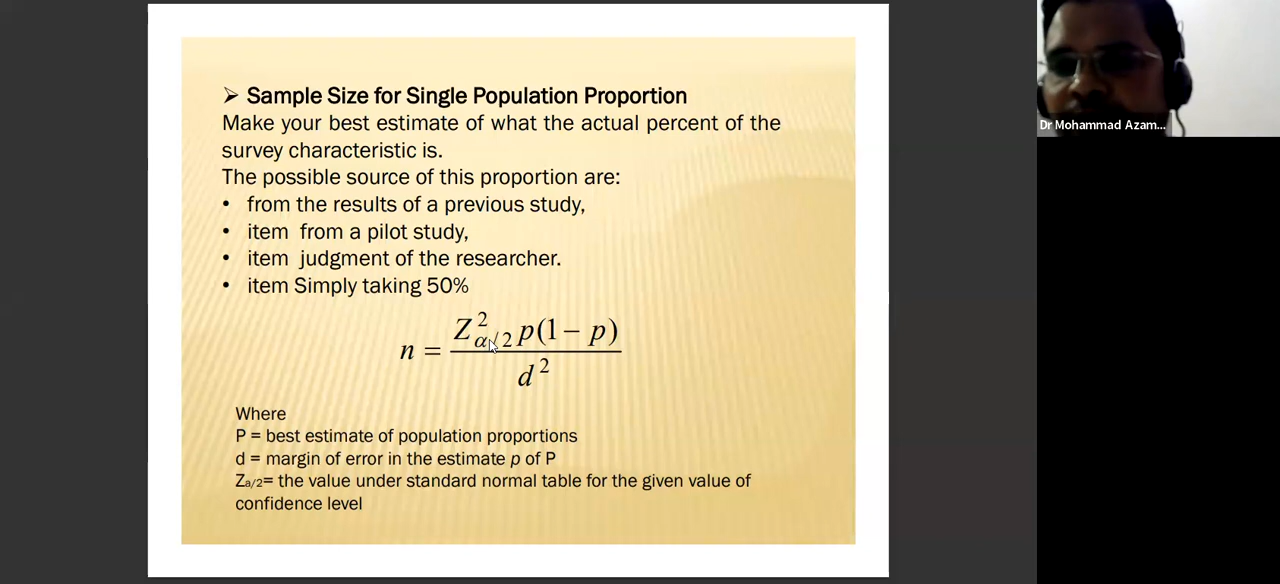 ➢ Sample Size for Single Population Proportion
Make your best estimate of what the actual percent of the
survey characteristic is.
The possible source of this proportion are:
• from the results of a previous study,
• item from a pilot study,
• item judgment of the researcher.
• item Simply taking 50%
n = Z²α/2 p(1 − p) / d²
Where
P = best estimate of population proportions
d = margin of error in the estimate p of P
Za/2= the value under standard normal table for the given value of
confidence level
Dr Mohammad Azam...